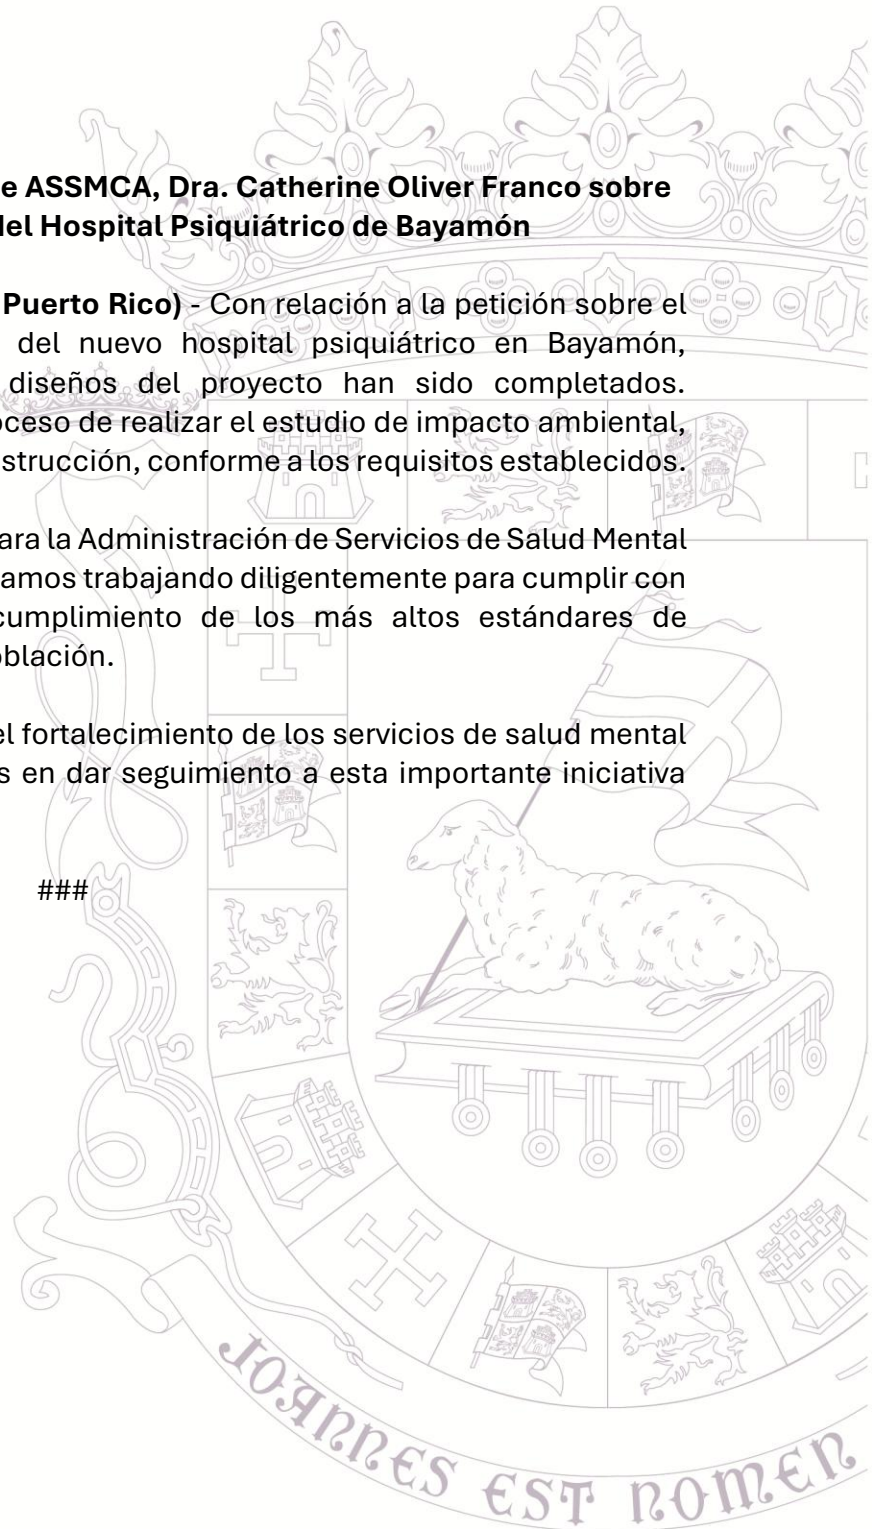 e ASSMCA, Dra. Catherine Oliver Franco sobre
del Hospital Psiquiátrico de Bayamón
Puerto Rico) - Con relación a la petición sobre el
del nuevo hospital psiquiátrico en Bayamón,
diseños del proyecto han sido completados.
oceso de realizar el estudio de impacto ambiental,
nstrucción, conforme a los requisitos establecidos.
para la Administración de Servicios de Salud Mental
amos trabajando diligentemente para cumplir con
cumplimiento de los más altos estándares de
oblación.
el fortalecimiento de los servicios de salud mental
s en dar seguimiento a esta importante iniciativa
###
JOANNES EST NOMEN